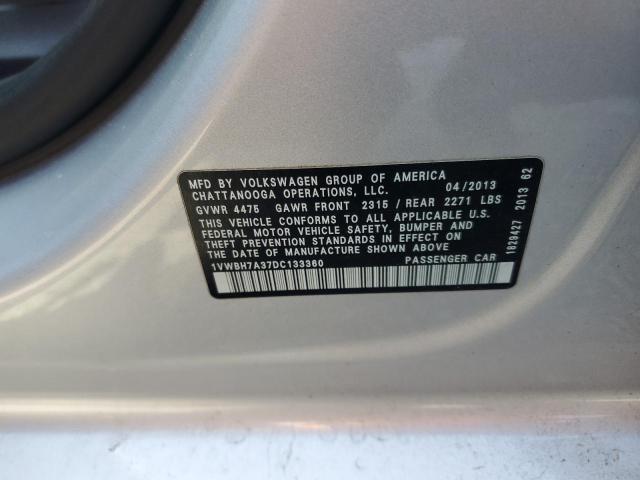 MFD BY VOLKSWAGEN GROUP OF AMERICA
CHATTANOOGA OPERATIONS, LLC. 04/2013
GVWR 4475 GAWR FRONT 2315 / REAR 2271 LBS
THIS VEHICLE CONFORMS TO ALL APPLICABLE U.S.
FEDERAL MOTOR VEHICLE SAFETY, BUMPER, AND
THEFT PREVENTION STANDARDS IN EFFECT ON
THE DATE OF MANUFACTURE SHOWN ABOVE
1VWBH7A37DC133360 PASSENGER CAR
1829427 2013 62